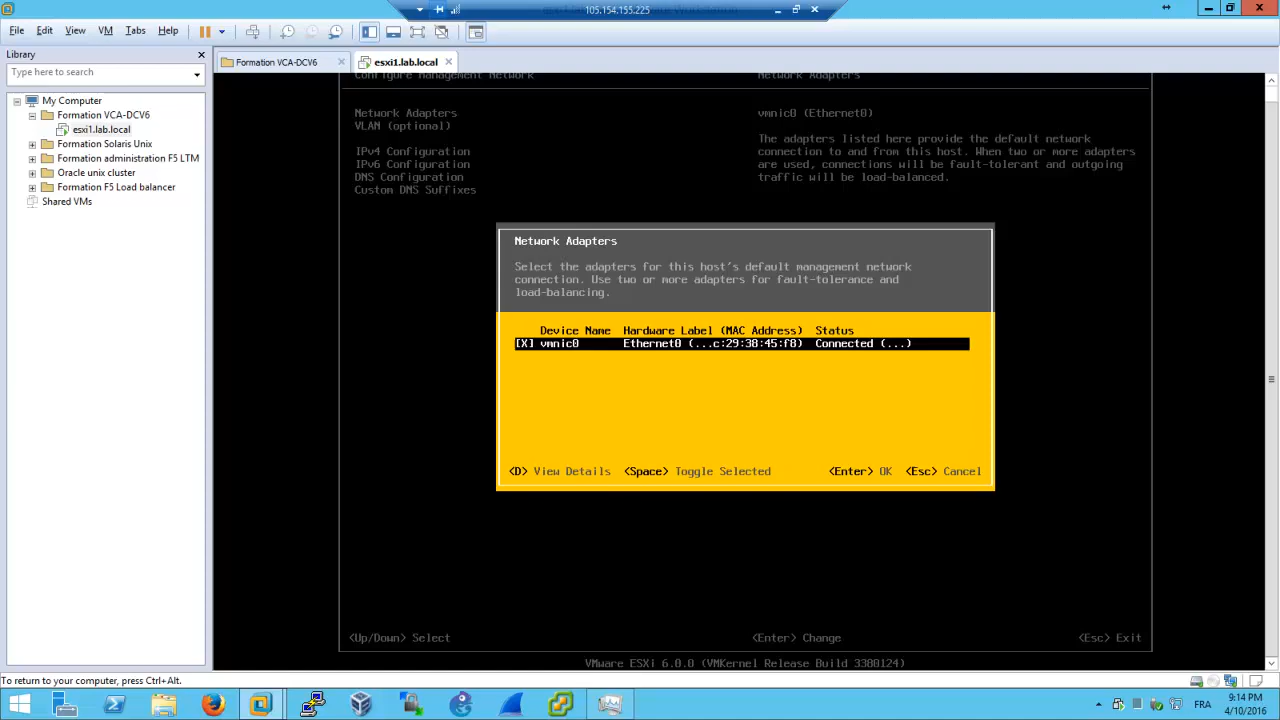 105.154.155.225
File Edit View VM Tabs Help
Library
Type here to search
My Computer
Formation VCA-DCV6
esxi1.lab.local
Formation Solaris Unix
Formation administration F5 LTM
Oracle unix cluster
Formation F5 Load balancer
Shared VMs
Formation VCA-DCV6 esxi1.lab.local
Configure Management Network Network Adapters
Network Adapters
VLAN (optional)
IPv4 Configuration
IPv6 Configuration
DNS Configuration
Custom DNS Suffixes
vmnic0 (Ethernet0)
The adapters listed here provide the default network
connection to and from this host. When two or more adapters
are used, connections will be fault-tolerant and outgoing
traffic will be load-balanced.
Network Adapters
Select the adapters for this host's default management network
connection. Use two or more adapters for fault-tolerance and
load-balancing.
Device Name Hardware Label (MAC Address) Status
[X] vmnic0 Ethernet0 (...c:29:38:45:f8) Connected (...)
<D> View Details <Space> Toggle Selected <Enter> OK <Esc> Cancel
<Up/Down> Select <Enter> Change <Esc> Exit
VMware ESXi 6.0.0 (VMKernel Release Build 3380124)
To return to your computer, press Ctrl+Alt.
FRA
9:14 PM
4/10/2016